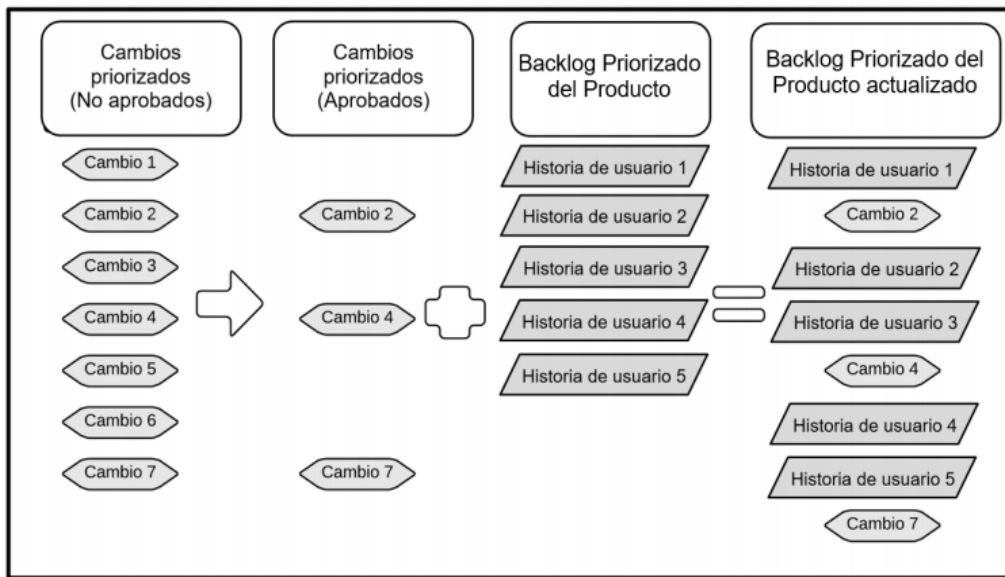 Cambios
priorizados
(No aprobados)
Cambios
priorizados
(Aprobados)
Backlog Priorizado
del Producto
Backlog Priorizado del
Producto actualizado
Cambio 1
Cambio 2
Cambio 3
Cambio 4
Cambio 5
Cambio 6
Cambio 7
Cambio 2
Cambio 4
Cambio 7
Historia de usuario 1
Historia de usuario 2
Historia de usuario 3
Historia de usuario 4
Historia de usuario 5
Historia de usuario 1
Cambio 2
Historia de usuario 2
Historia de usuario 3
Cambio 4
Historia de usuario 4
Historia de usuario 5
Cambio 7